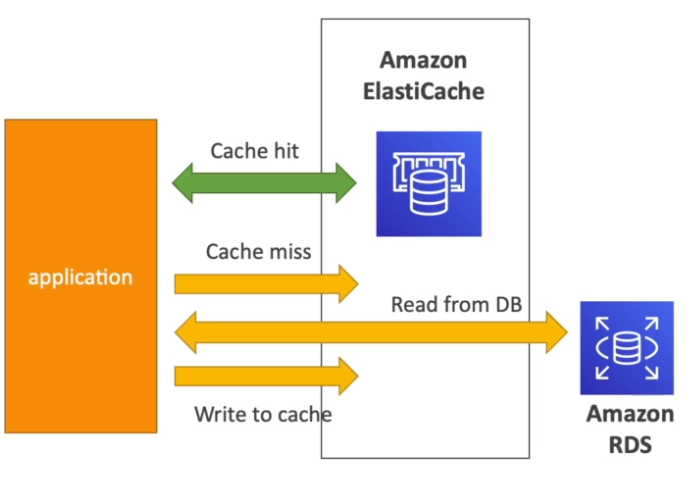 Amazon
ElastiCache
Cache hit
Cache miss
application
Read from DB
Write to cache
Amazon
RDS